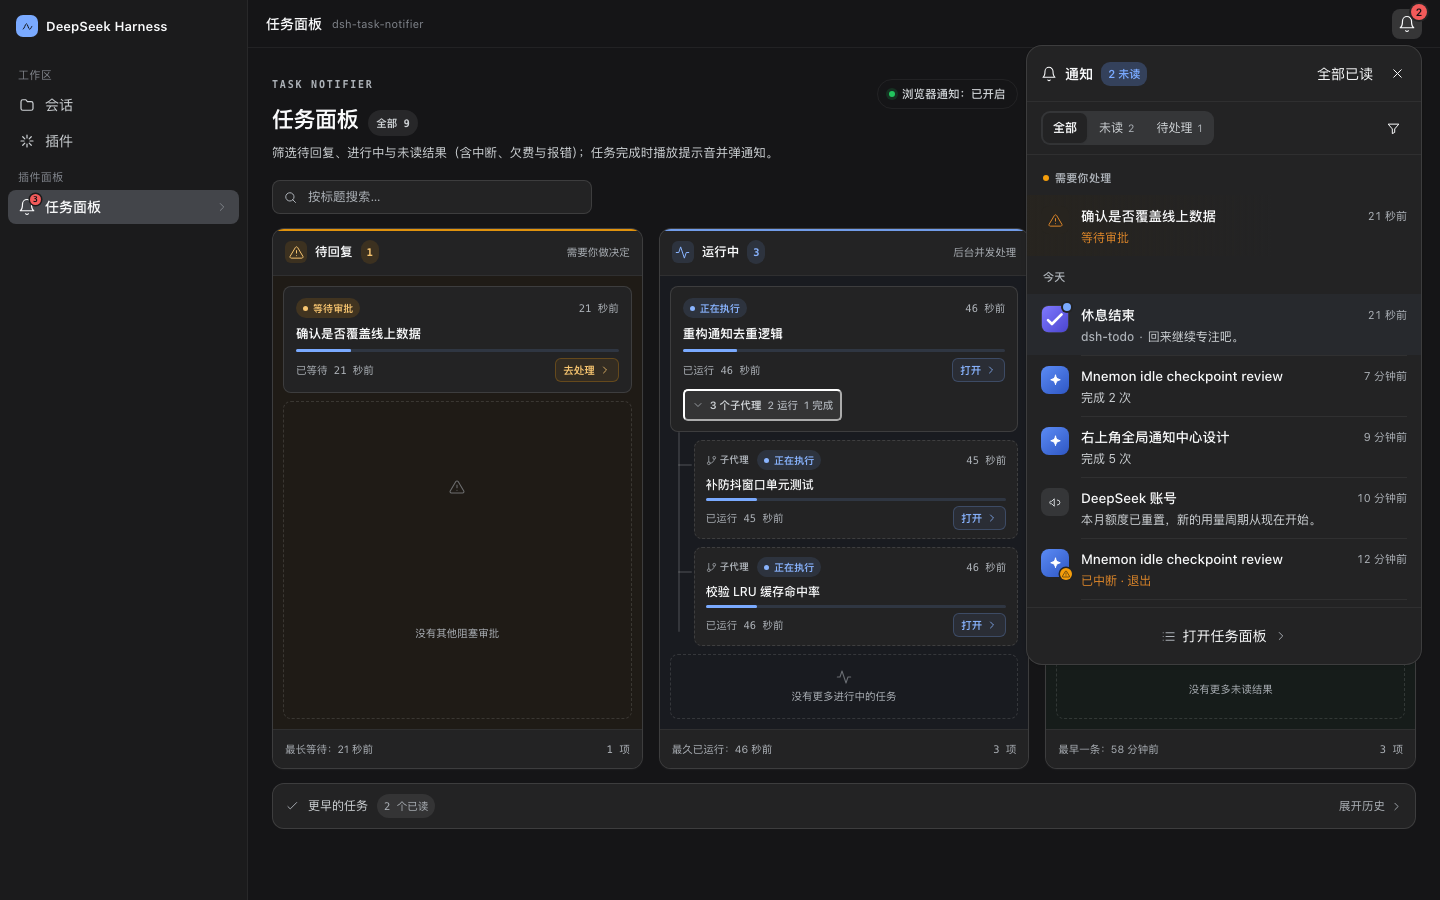 DeepSeek Harness
工作区
会话
插件
插件面板
3
任务面板
任务面板 dsh-task-notifier
2
TASK NOTIFIER
任务面板 全部 9
浏览器通知：已开启
筛选待回复、进行中与未读结果（含中断、欠费与报错）；任务完成时播放提示音并弹通知。
按标题搜索...
待回复 1 需要你做决定
等待审批 21 秒前
确认是否覆盖线上数据
已等待 21 秒前 去处理
没有其他阻塞审批
最长等待：21 秒前 1 项
运行中 3 后台并发处理
正在执行 46 秒前
重构通知去重逻辑
已运行 46 秒前 打开
3 个子代理 2 运行 1 完成
子代理 正在执行 45 秒前
补防抖窗口单元测试
已运行 45 秒前 打开
子代理 正在执行 46 秒前
校验 LRU 缓存命中率
已运行 46 秒前 打开
没有更多进行中的任务
最久已运行：46 秒前 3 项
没有更多未读结果
最早一条：58 分钟前 3 项
更早的任务 2 个已读 展开历史
通知 2 未读 全部已读
全部 未读 2 待处理 1
需要你处理
确认是否覆盖线上数据 21 秒前
等待审批
今天
休息结束 21 秒前
dsh-todo · 回来继续专注吧。
Mnemon idle checkpoint review 7 分钟前
完成 2 次
右上角全局通知中心设计 9 分钟前
完成 5 次
DeepSeek 账号 10 分钟前
本月额度已重置，新的用量周期从现在开始。
Mnemon idle checkpoint review 12 分钟前
已中断 · 退出
打开任务面板